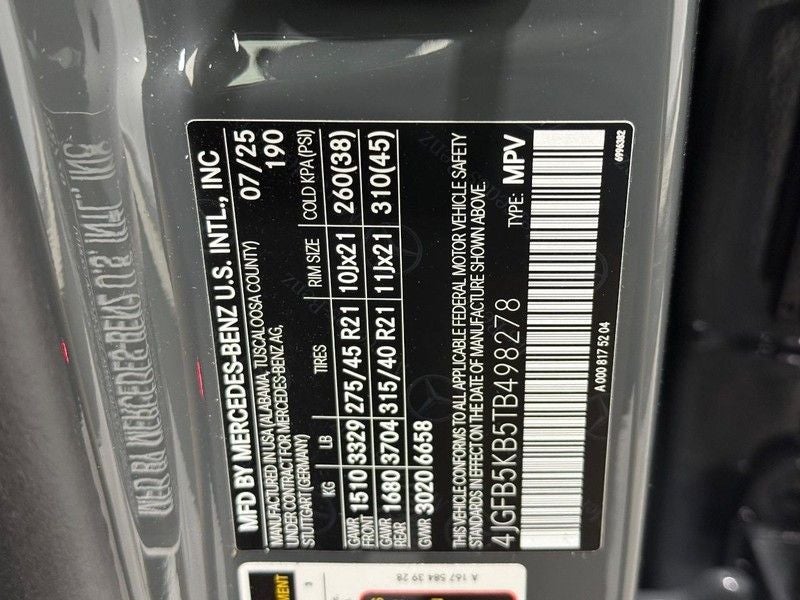 MFD BY MERCEDES-BENZ U.S. INTL., INC
MANUFACTURED IN USA (ALABAMA, TUSCALOOSA COUNTY) 07/25
UNDER CONTRACT FOR MERCEDES-BENZ AG, 190
STUTTGART (GERMANY)
KG LB TIRES RIM SIZE COLD KPA (PSI)
GAWR FRONT 1510 3329 275/45 R21 10Jx21 260(38)
GAWR REAR 1680 3704 315/40 R21 11Jx21 310(45)
GVWR 3020 6658
THIS VEHICLE CONFORMS TO ALL APPLICABLE FEDERAL MOTOR VEHICLE SAFETY
STANDARDS IN EFFECT ON THE DATE OF MANUFACTURE SHOWN ABOVE.
4JGFB5KB5TB498278 TYPE: MPV
A 000 817 52 04 6996382
A 167 584 39 28